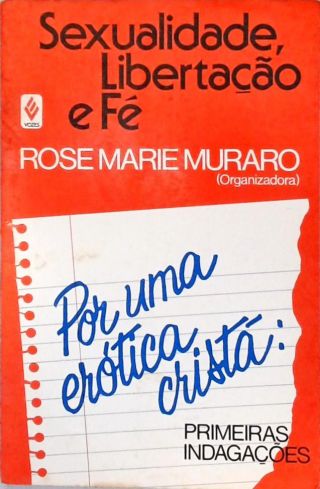 Sexualidade,
Libertação
e Fé
VOZES
ROSE MARIE MURARO
(Organizadora)
Por uma
erótica
cristã:
PRIMEIRAS
INDAGAÇÕES